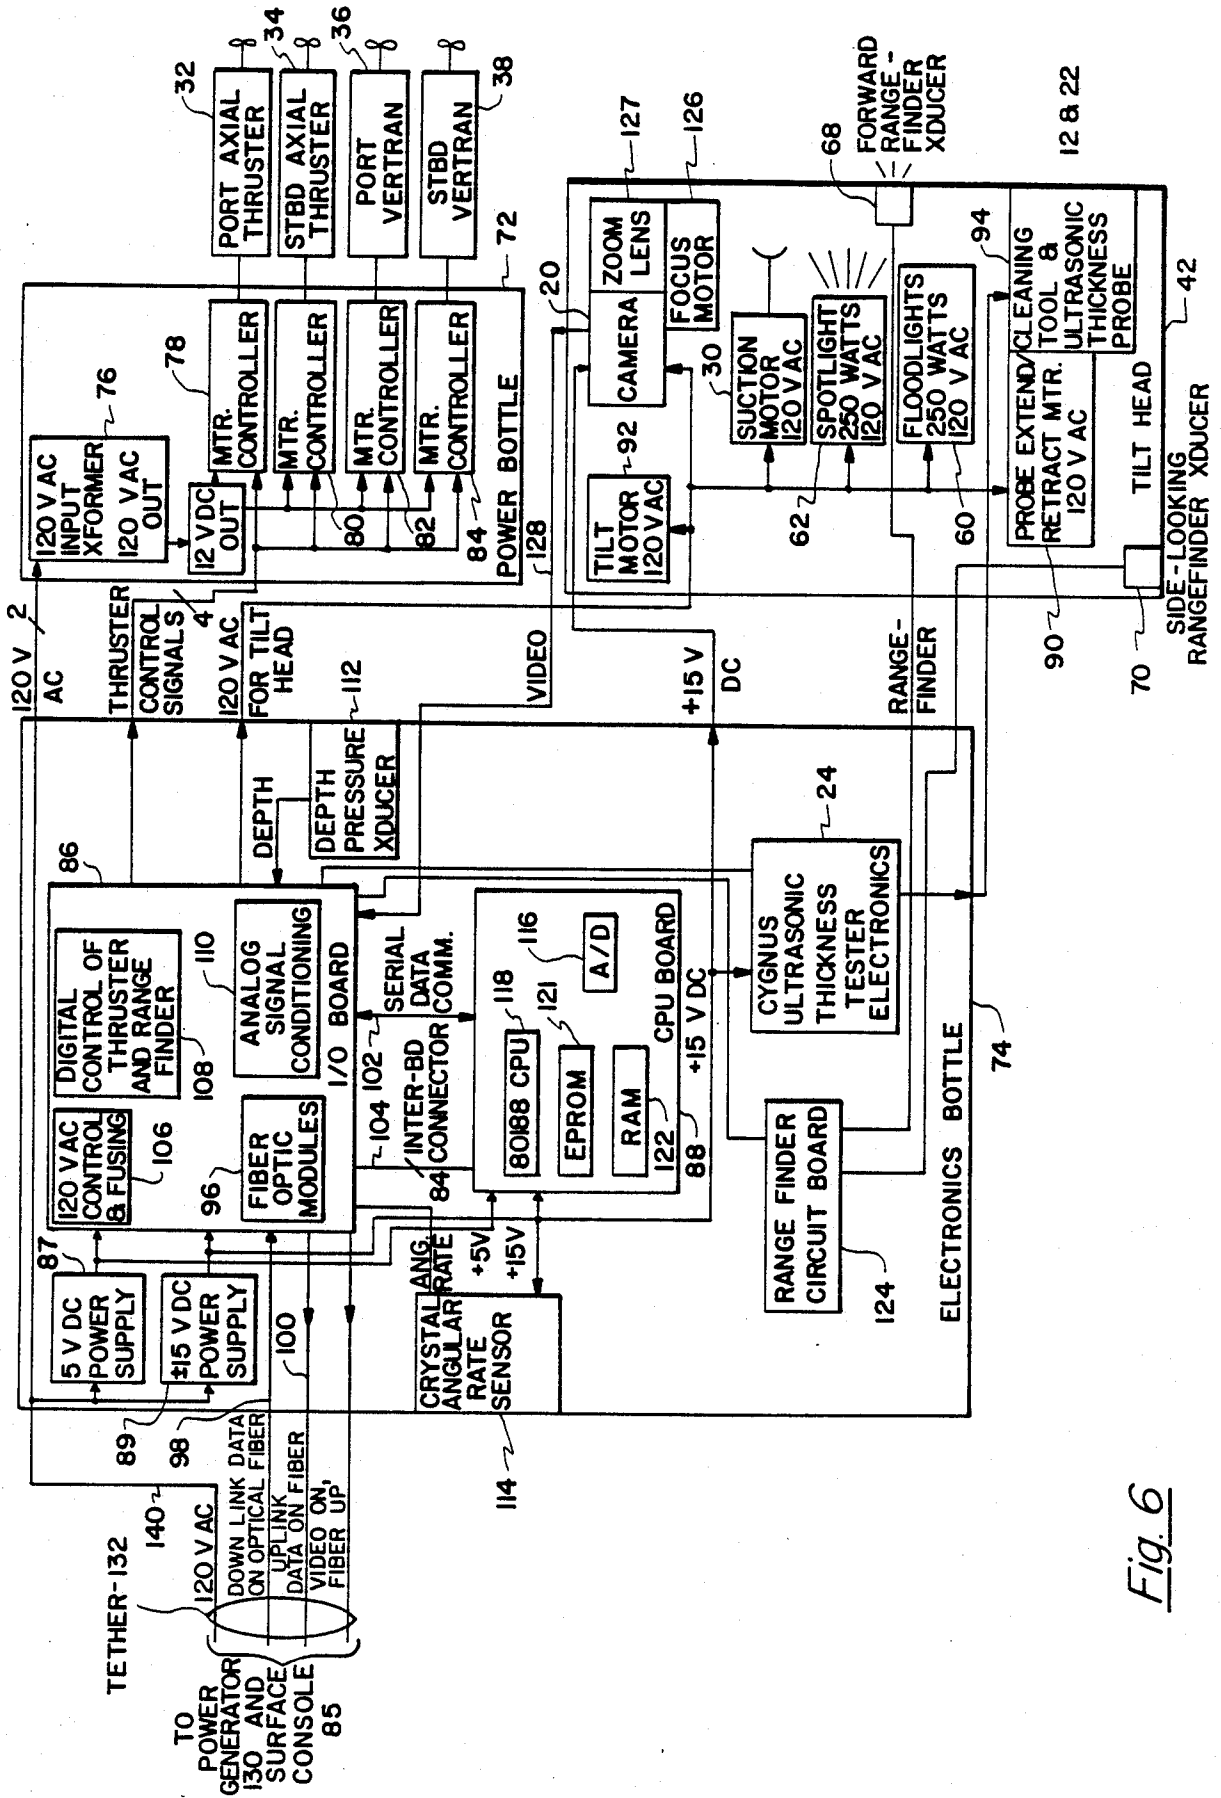 TO
POWER
GENERATOR
130 AND
SURFACE
CONSOLE
85
TETHER-132
120 V AC
140
DOWN LINK DATA
ON OPTICAL FIBER
98
UPLINK
DATA ON FIBER
100
VIDEO ON,
FIBER UP,
120 V
AC
2
5 V DC
POWER
SUPPLY
87
±15 V DC
POWER
SUPPLY
89
120 VAC
CONTROL
& FUSING
106
DIGITAL
CONTROL OF
THRUSTER
AND RANGE
FINDER
108
86
FIBER
OPTIC
MODULES
96
ANALOG
SIGNAL
CONDITIONING
110
I/O BOARD
DEPTH
DEPTH
PRESSURE
XDUCER
112
104
102
SERIAL
DATA
COMM.
84
INTER-BD
CONNECTOR
CRYSTAL
ANGULAR
RATE
SENSOR
114
ANG.
RATE
+5V
+15V
80188 CPU
118
EPROM
121
RAM
122
A/D
116
CPU BOARD
88
+15 V DC
CYGNUS
ULTRASONIC
THICKNESS
TESTER
ELECTRONICS
24
RANGE FINDER
CIRCUIT BOARD
124
ELECTRONICS BOTTLE
74
THRUSTER
CONTROL
SIGNALS
4
120 V AC
FOR TILT
HEAD
VIDEO
128
+15 V
DC
RANGE-
FINDER
120 V AC
INPUT
XFORMER
120 VAC
OUT
76
12 V DC
OUT
MTR.
CONTROLLER
78
MTR.
CONTROLLER
80
MTR.
CONTROLLER
82
MTR.
CONTROLLER
84
POWER BOTTLE
72
PORT AXIAL
THRUSTER
32
STBD AXIAL
THRUSTER
34
PORT
VERTRAN
36
STBD
VERTRAN
38
CAMERA
20
ZOOM
LENS
127
FOCUS
MOTOR
126
TILT
MOTOR
120 VAC
92
SUCTION
MOTOR
120 V AC
30
SPOTLIGHT
250 WATTS
120 V AC
62
FLOODLIGHTS
250 WATTS
120 V AC
60
68
FORWARD
RANGE-
FINDER
XDUCER
PROBE EXTEND/
RETRACT MTR.
120 V AC
90
CLEANING
TOOL &
ULTRASONIC
THICKNESS
PROBE
94
12 & 22
TILT HEAD
42
70
SIDE-LOOKING
RANGEFINDER XDUCER
Fig. 6